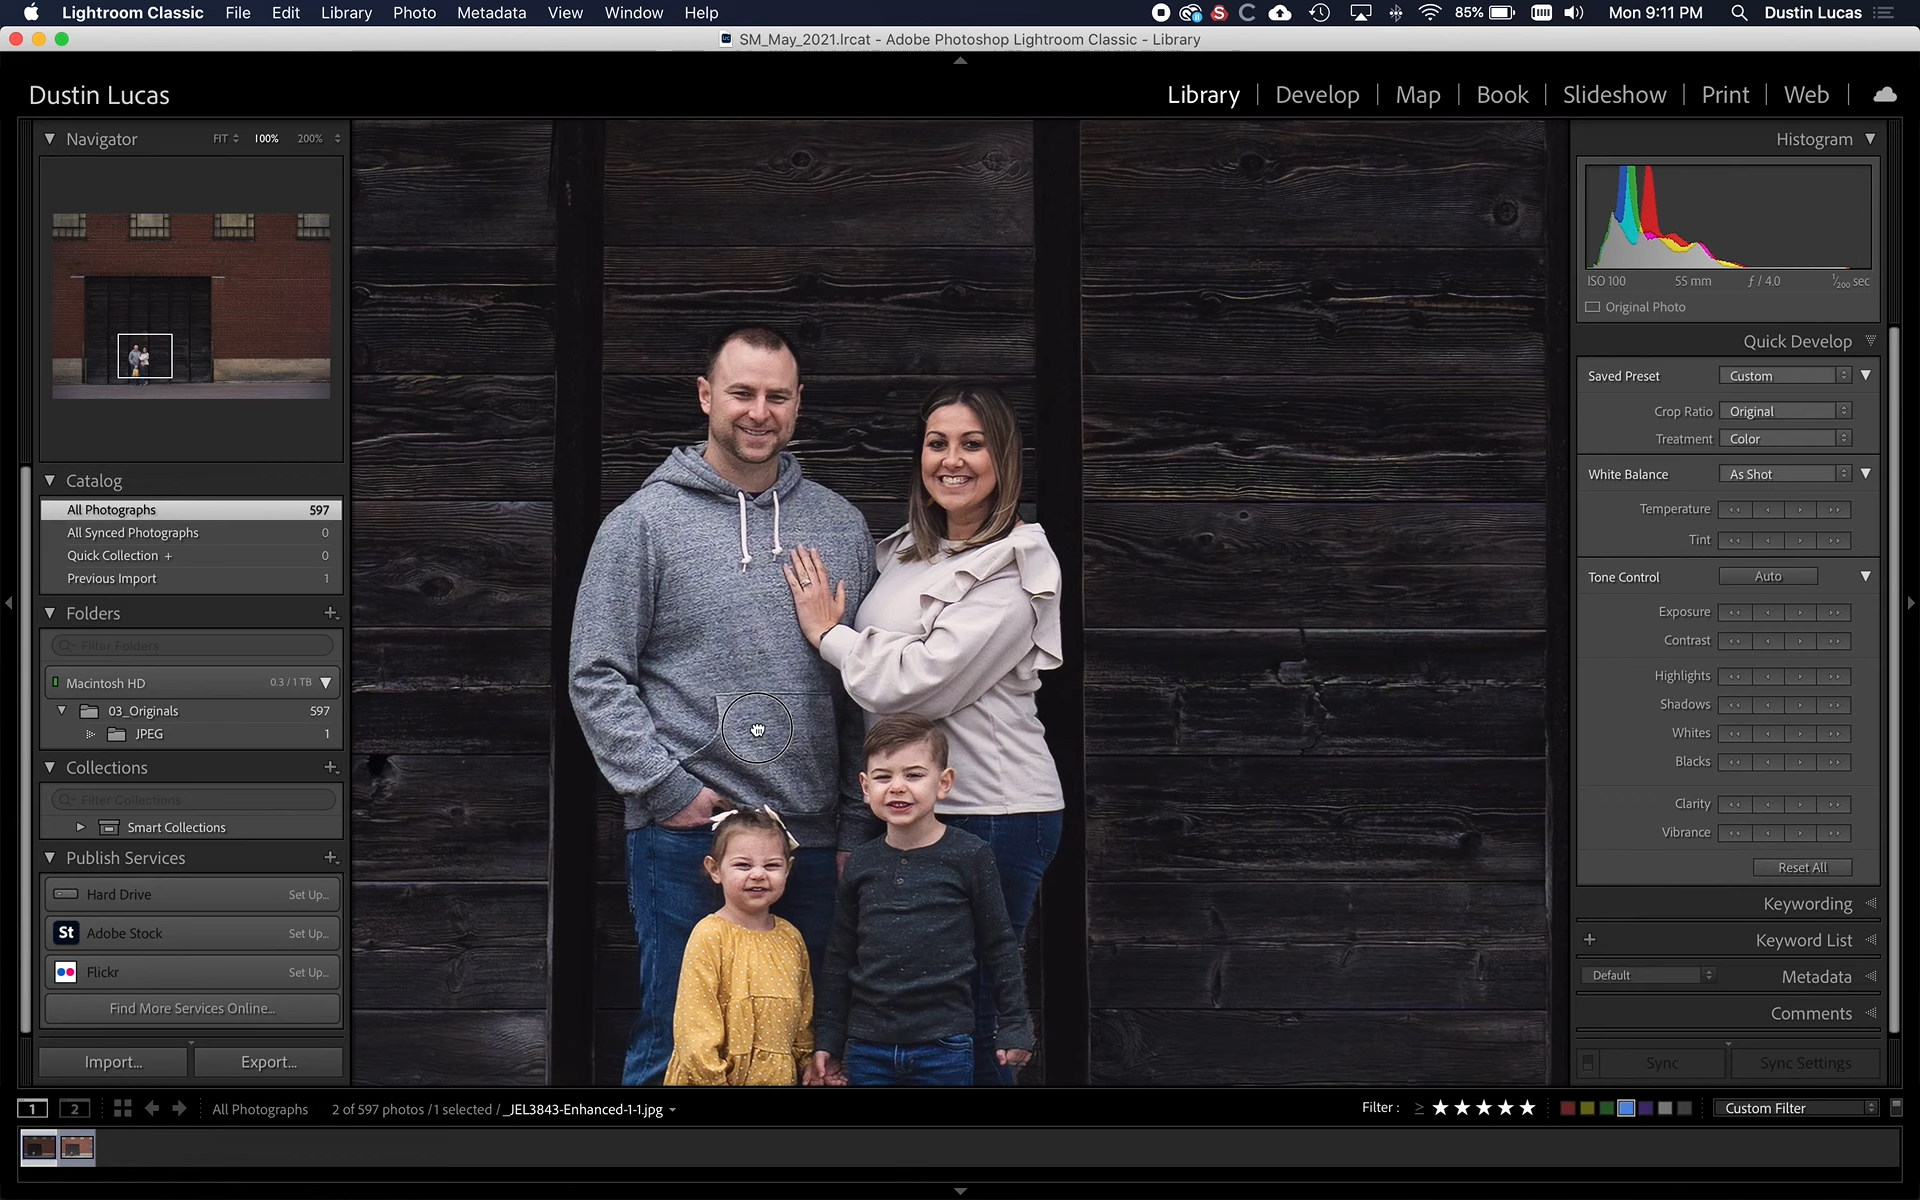 Lightroom Classic File Edit Library Photo Metadata View Window Help 85% Mon 9:11 PM Dustin Lucas
SM_May_2021.lrcat - Adobe Photoshop Lightroom Classic - Library
Dustin Lucas
Library | Develop | Map | Book | Slideshow | Print | Web |
Navigator FIT 100% 200%
Histogram
ISO 100 55 mm ƒ / 4.0 1/200 sec
Original Photo
Quick Develop
Saved Preset Custom
Crop Ratio Original
Treatment Color
White Balance As Shot
Temperature
Tint
Tone Control Auto
Exposure
Contrast
Highlights
Shadows
Whites
Blacks
Clarity
Vibrance
Reset All
Keywording
Keyword List
Default Metadata
Comments
Sync Sync Settings
Catalog
All Photographs 597
All Synced Photographs 0
Quick Collection + 0
Previous Import 1
Folders
Filter Folders
Macintosh HD 0.3 / 1 TB
03_Originals 597
JPEG 1
Collections
Filter Collections
Smart Collections
Publish Services
Hard Drive Set Up...
St Adobe Stock Set Up...
Flickr Set Up...
Find More Services Online...
Import... Export...
1 2 All Photographs 2 of 597 photos / 1 selected / _JEL3843-Enhanced-1-1.jpg Filter : ≥ ★★★★★ Custom Filter